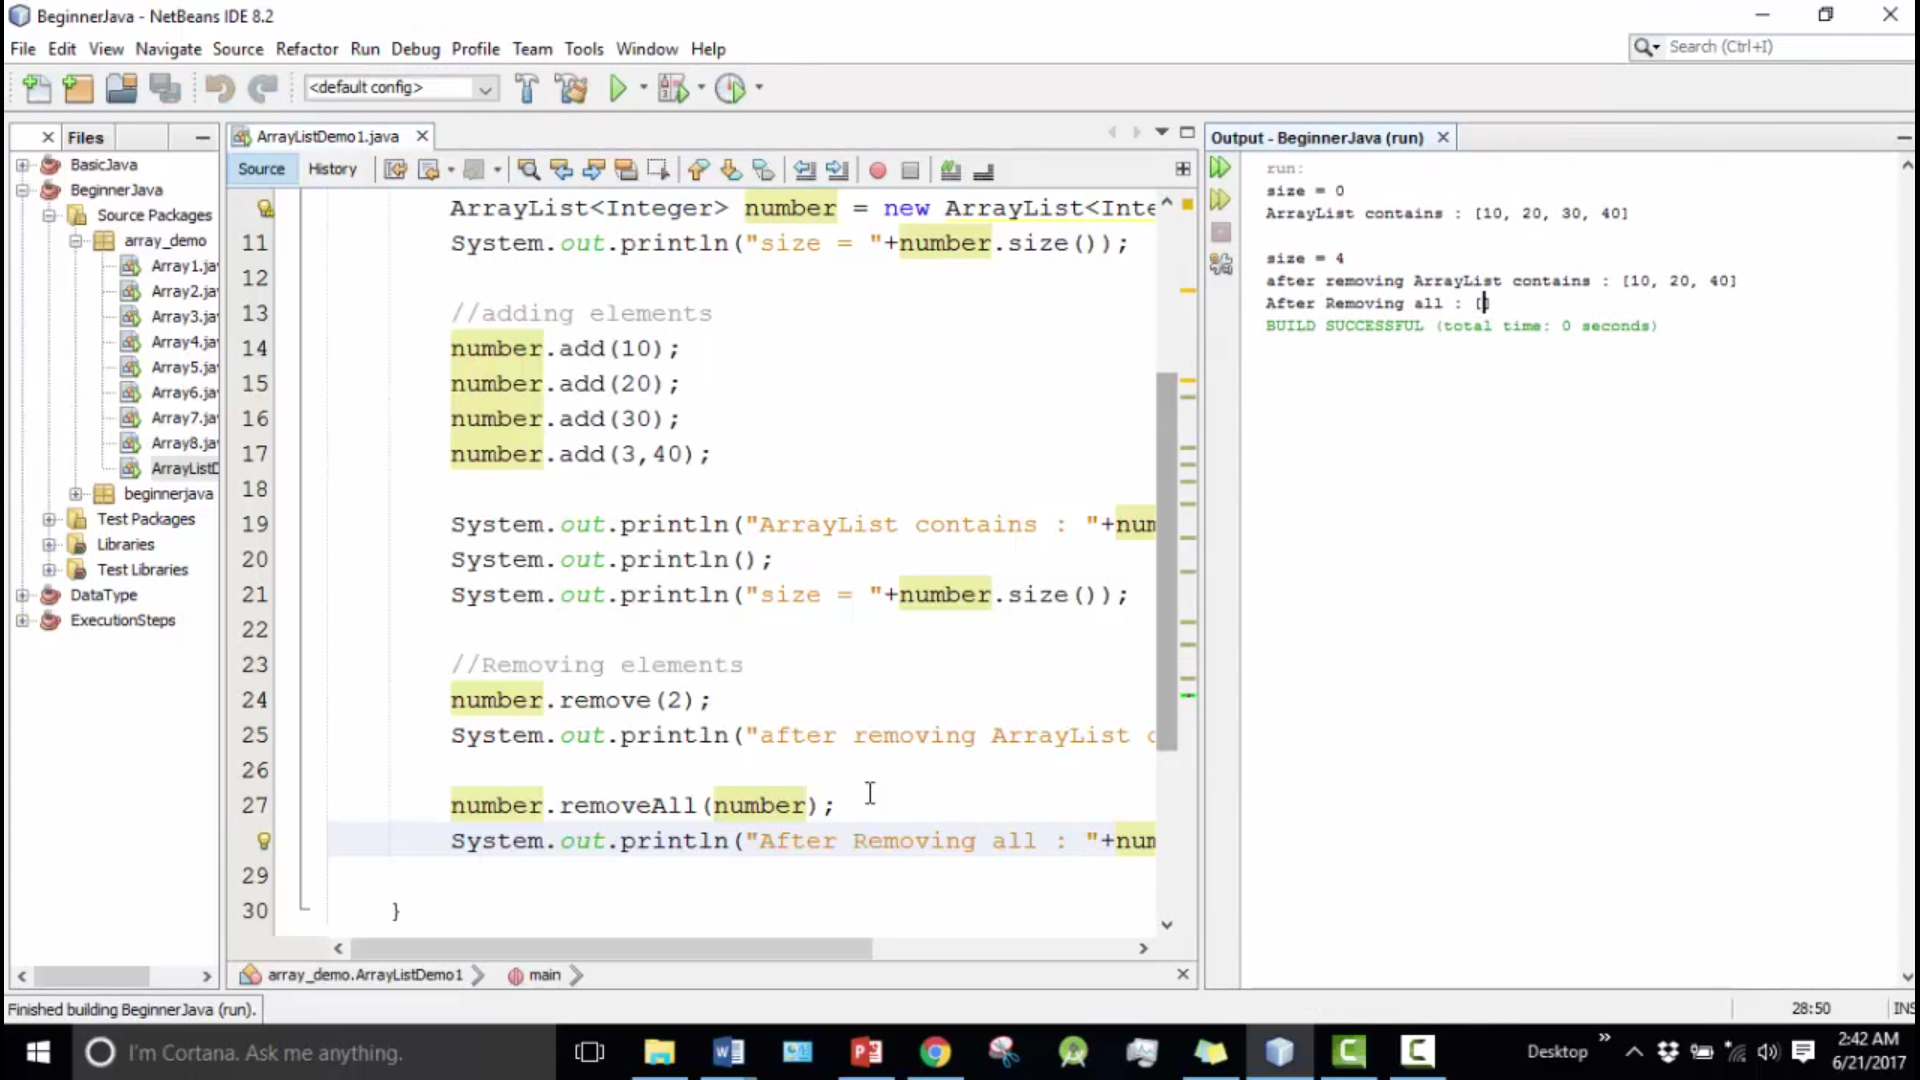 BeginnerJava - NetBeans IDE 8.2
File Edit View Navigate Source Refactor Run Debug Profile Team Tools Window Help
Search (Ctrl+I)
<default config>
Files
BasicJava
BeginnerJava
Source Packages
array_demo
Array1.ja
Array2.ja
Array3.ja
Array4.ja
Array5.ja
Array6.ja
Array7.ja
Array8.ja
ArrayListD
beginnerjava
Test Packages
Libraries
Test Libraries
DataType
ExecutionSteps
ArrayListDemo1.java
Source History
ArrayList<Integer> number = new ArrayList<Inte
11 System.out.println("size = "+number.size());
12
13 //adding elements
14 number.add(10);
15 number.add(20);
16 number.add(30);
17 number.add(3,40);
18
19 System.out.println("ArrayList contains : "+num
20 System.out.println();
21 System.out.println("size = "+number.size());
22
23 //Removing elements
24 number.remove(2);
25 System.out.println("after removing ArrayList c
26
27 number.removeAll(number);
System.out.println("After Removing all : "+num
29
30 }
array_demo.ArrayListDemo1 main
Output - BeginnerJava (run)
run:
size = 0
ArrayList contains : [10, 20, 30, 40]
size = 4
after removing ArrayList contains : [10, 20, 40]
After Removing all : []
BUILD SUCCESSFUL (total time: 0 seconds)
Finished building BeginnerJava (run).
28:50 INS
I'm Cortana. Ask me anything.
Desktop
2:42 AM
6/21/2017